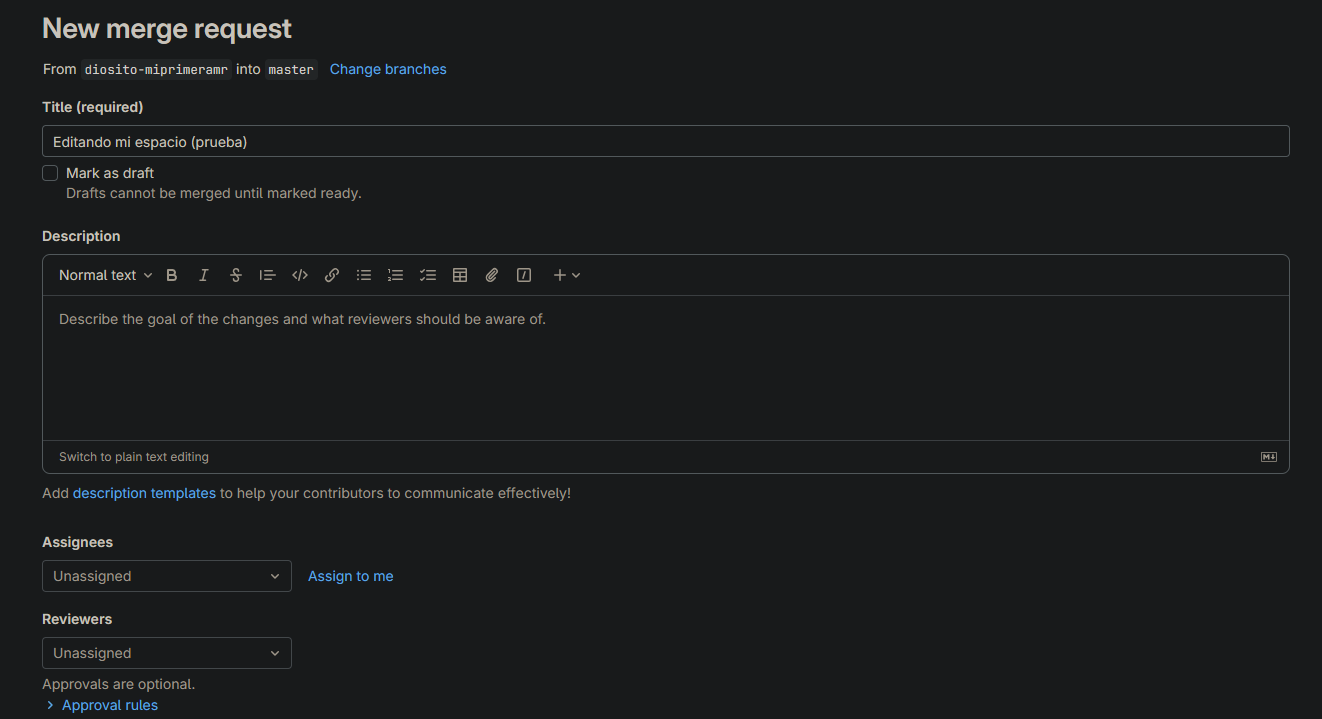 New merge request
From diosito-miprimeramr into master Change branches
Title (required)
Editando mi espacio (prueba)
Mark as draft
Drafts cannot be merged until marked ready.
Description
Normal text
Describe the goal of the changes and what reviewers should be aware of.
Switch to plain text editing
Add description templates to help your contributors to communicate effectively!
Assignees
Unassigned Assign to me
Reviewers
Unassigned
Approvals are optional.
Approval rules